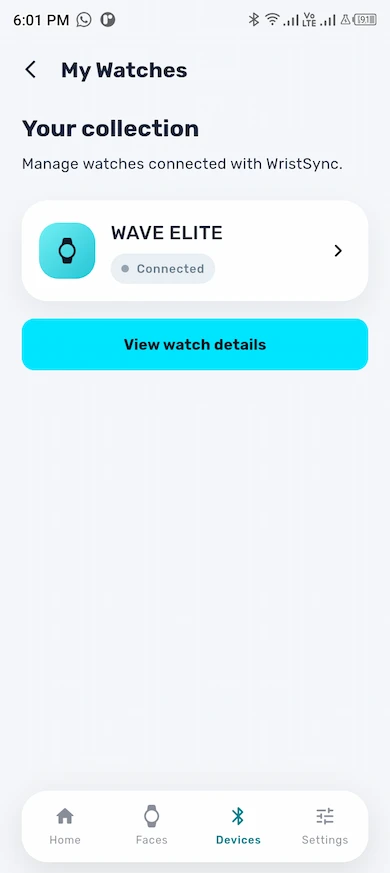 6:01 PM Vo LTE 91
My Watches
Your collection
Manage watches connected with WristSync.
WAVE ELITE
Connected
View watch details
Home Faces Devices Settings